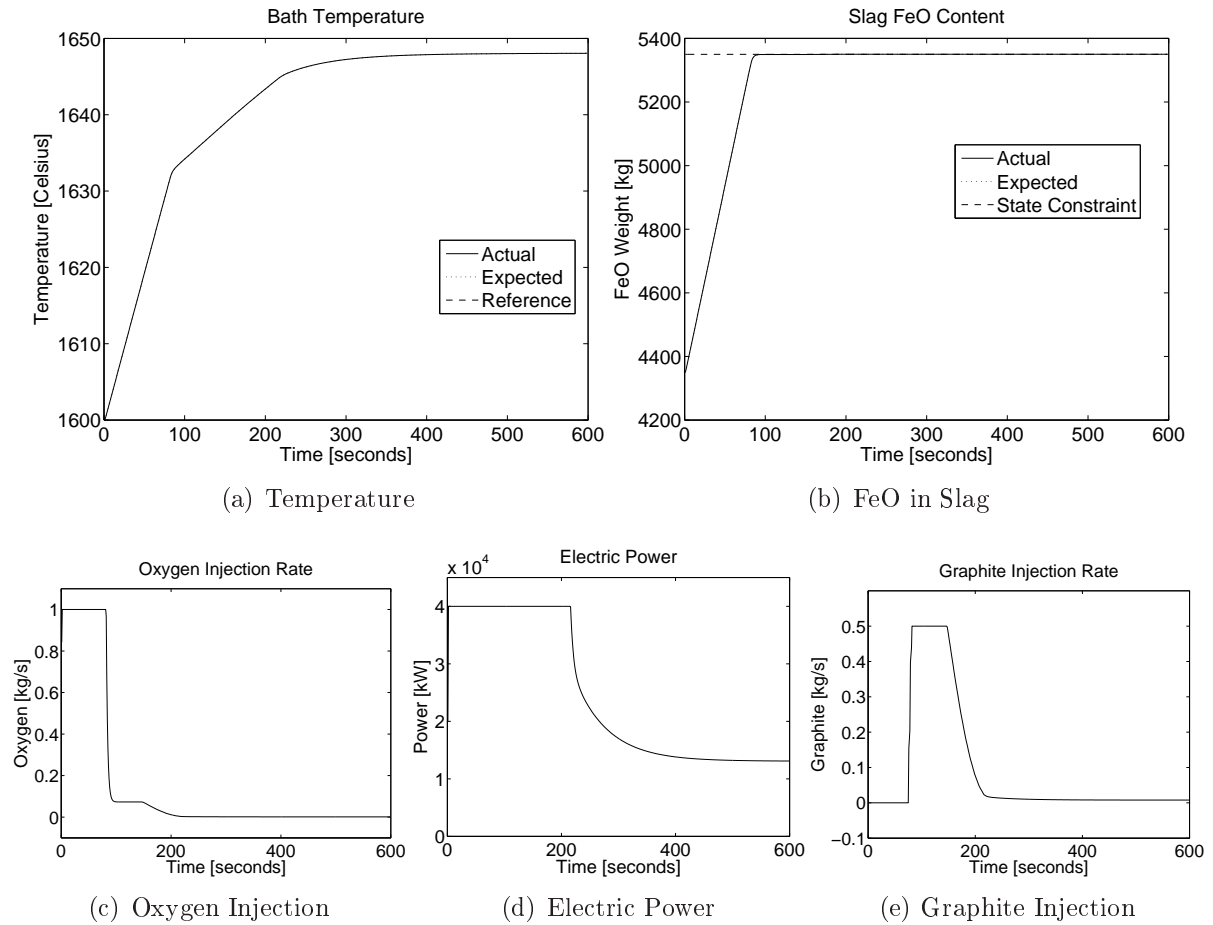 Bath Temperature
Temperature [Celsius]
1650
1640
1630
1620
1610
1600
0 100 200 300 400 500 600
Time [seconds]
Actual
Expected
Reference
(a) Temperature
Slag FeO Content
FeO Weight [kg]
5400
5200
5000
4800
4600
4400
4200
0 100 200 300 400 500 600
Time [seconds]
Actual
Expected
State Constraint
(b) FeO in Slag
Oxygen Injection Rate
Oxygen [kg/s]
1
0.8
0.6
0.4
0.2
0
0 200 400 600
Time [seconds]
(c) Oxygen Injection
Electric Power
x 10^4
Power [kW]
4
3
2
1
0
0 200 400 600
Time [seconds]
(d) Electric Power
Graphite Injection Rate
Graphite [kg/s]
0.5
0.4
0.3
0.2
0.1
0
−0.1
0 200 400 600
Time [seconds]
(e) Graphite Injection